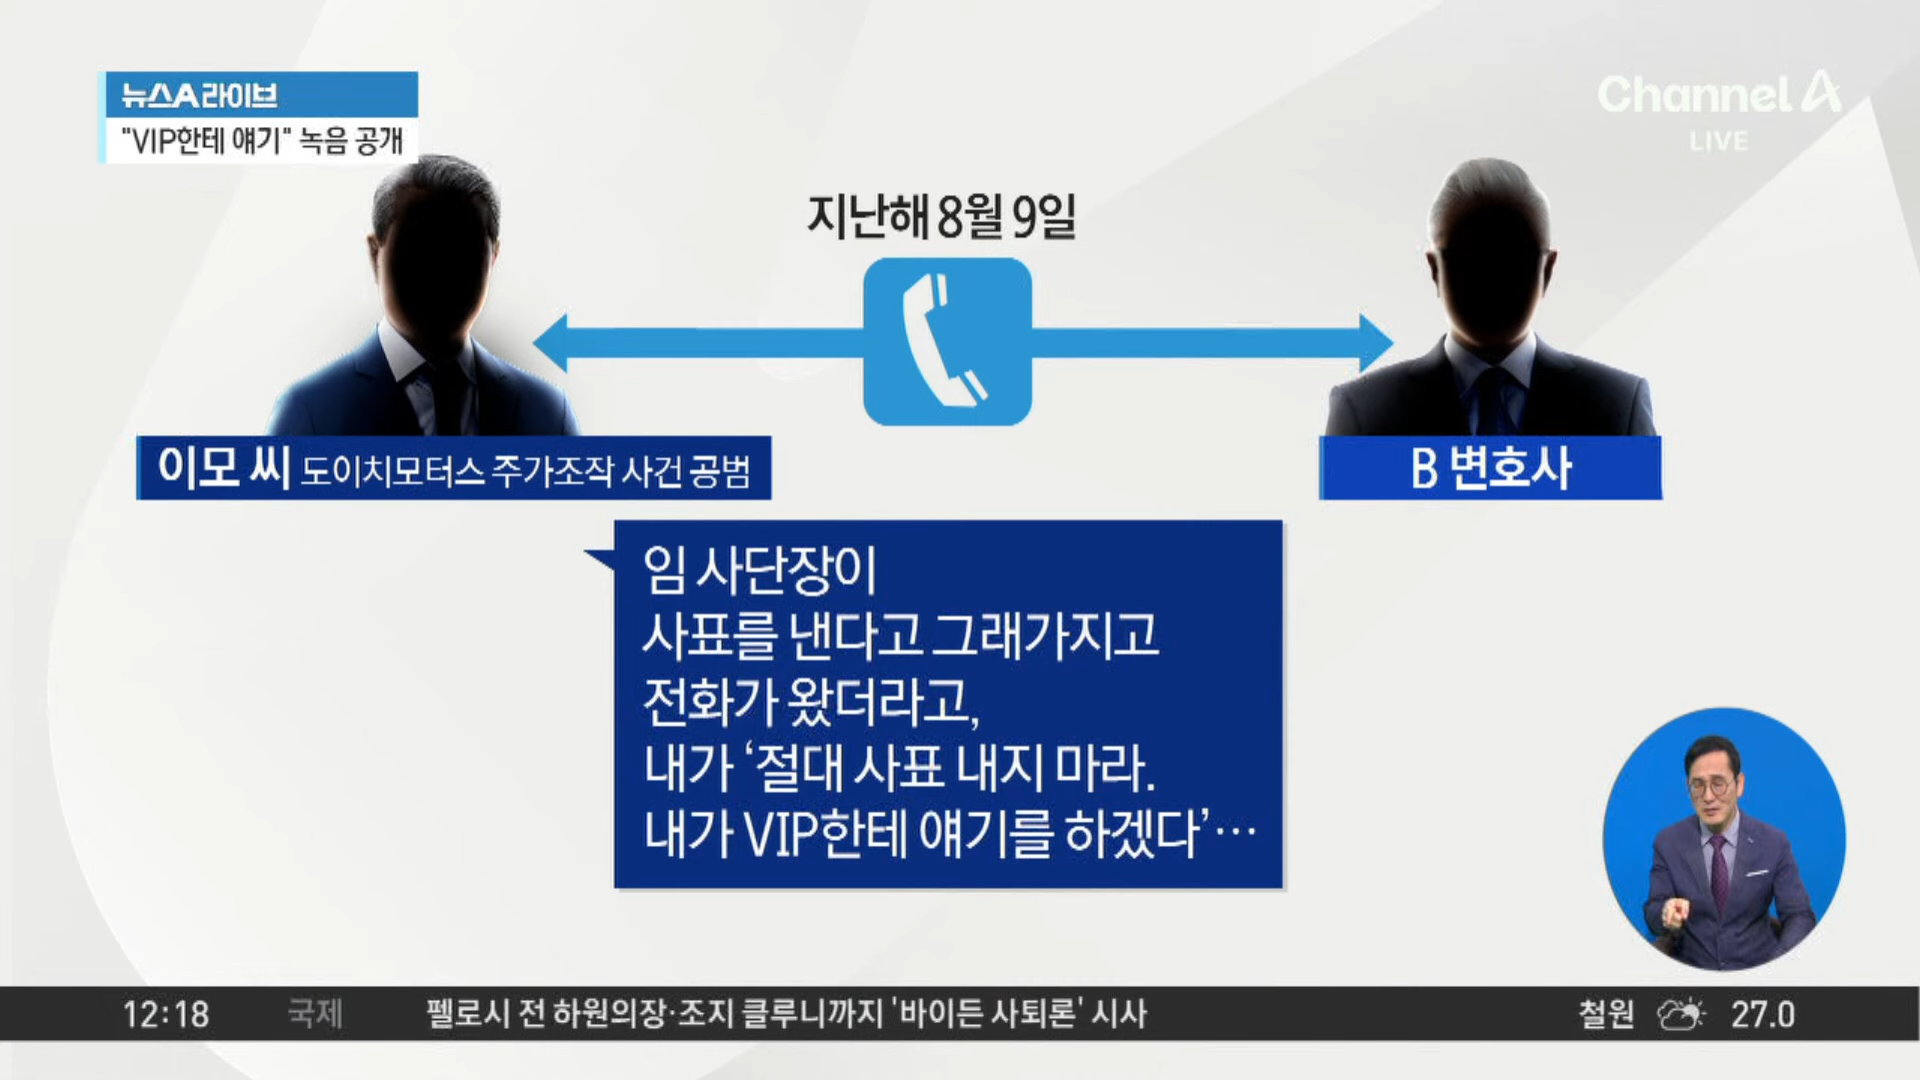 뉴스A 라이브
"VIP한테 얘기" 녹음 공개
Channel A
LIVE
지난해 8월 9일
이모 씨 도이치모터스 주가조작 사건 공범
B 변호사
임 사단장이
사표를 낸다고 그래가지고
전화가 왔더라고,
내가 ‘절대 사표 내지 마라.
내가 VIP한테 얘기를 하겠다’…
12:18 국제 펠로시 전 하원의장·조지 클루니까지 '바이든 사퇴론' 시사 철원 27.0